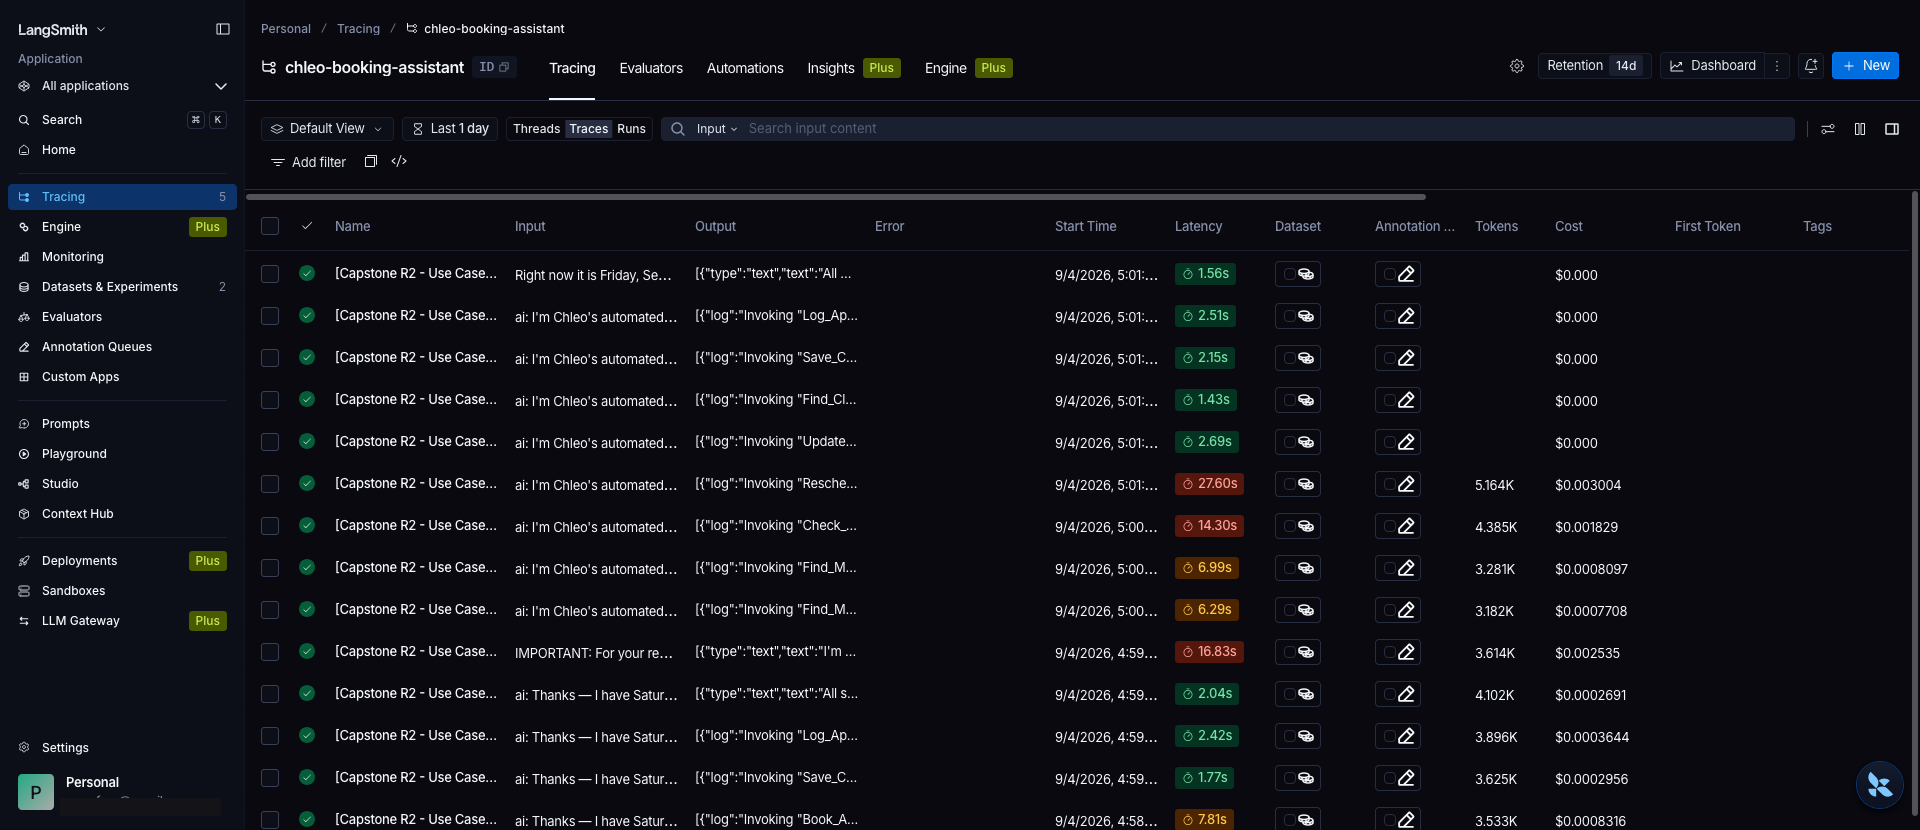 LangSmith
Application
All applications
Search ⌘ K
Home
Tracing 5
Engine Plus
Monitoring
Datasets & Experiments 2
Evaluators
Annotation Queues
Custom Apps
Prompts
Playground
Studio
Context Hub
Deployments Plus
Sandboxes
LLM Gateway Plus
Settings
P Personal
Personal / Tracing / chleo-booking-assistant
chleo-booking-assistant ID Tracing Evaluators Automations Insights Plus Engine Plus Retention 14d Dashboard New
Default View Last 1 day Threads Traces Runs Input Search input content
Add filter </>
Name Input Output Error Start Time Latency Dataset Annotation ... Tokens Cost First Token Tags
[Capstone R2 - Use Case... Right now it is Friday, Se... [{"type":"text","text":"All ... 9/4/2026, 5:01:... 1.56s $0.000
[Capstone R2 - Use Case... ai: I'm Chleo's automated... [{"log":"Invoking "Log_Ap... 9/4/2026, 5:01:... 2.51s $0.000
[Capstone R2 - Use Case... ai: I'm Chleo's automated... [{"log":"Invoking "Save_C... 9/4/2026, 5:01:... 2.15s $0.000
[Capstone R2 - Use Case... ai: I'm Chleo's automated... [{"log":"Invoking "Find_Cl... 9/4/2026, 5:01:... 1.43s $0.000
[Capstone R2 - Use Case... ai: I'm Chleo's automated... [{"log":"Invoking "Update... 9/4/2026, 5:01:... 2.69s $0.000
[Capstone R2 - Use Case... ai: I'm Chleo's automated... [{"log":"Invoking "Resche... 9/4/2026, 5:01:... 27.60s 5.164K $0.003004
[Capstone R2 - Use Case... ai: I'm Chleo's automated... [{"log":"Invoking "Check_... 9/4/2026, 5:00... 14.30s 4.385K $0.001829
[Capstone R2 - Use Case... ai: I'm Chleo's automated... [{"log":"Invoking "Find_M... 9/4/2026, 5:00... 6.99s 3.281K $0.0008097
[Capstone R2 - Use Case... ai: I'm Chleo's automated... [{"log":"Invoking "Find_M... 9/4/2026, 5:00... 6.29s 3.182K $0.0007708
[Capstone R2 - Use Case... IMPORTANT: For your re... [{"type":"text","text":"I'm ... 9/4/2026, 4:59... 16.83s 3.614K $0.002535
[Capstone R2 - Use Case... ai: Thanks — I have Satur... [{"type":"text","text":"All s... 9/4/2026, 4:59... 2.04s 4.102K $0.0002691
[Capstone R2 - Use Case... ai: Thanks — I have Satur... [{"log":"Invoking "Log_Ap... 9/4/2026, 4:59... 2.42s 3.896K $0.0003644
[Capstone R2 - Use Case... ai: Thanks — I have Satur... [{"log":"Invoking "Save_C... 9/4/2026, 4:59... 1.77s 3.625K $0.0002956
[Capstone R2 - Use Case... ai: Thanks — I have Satur... [{"log":"Invoking "Book_A... 9/4/2026, 4:58... 7.81s 3.533K $0.0008316